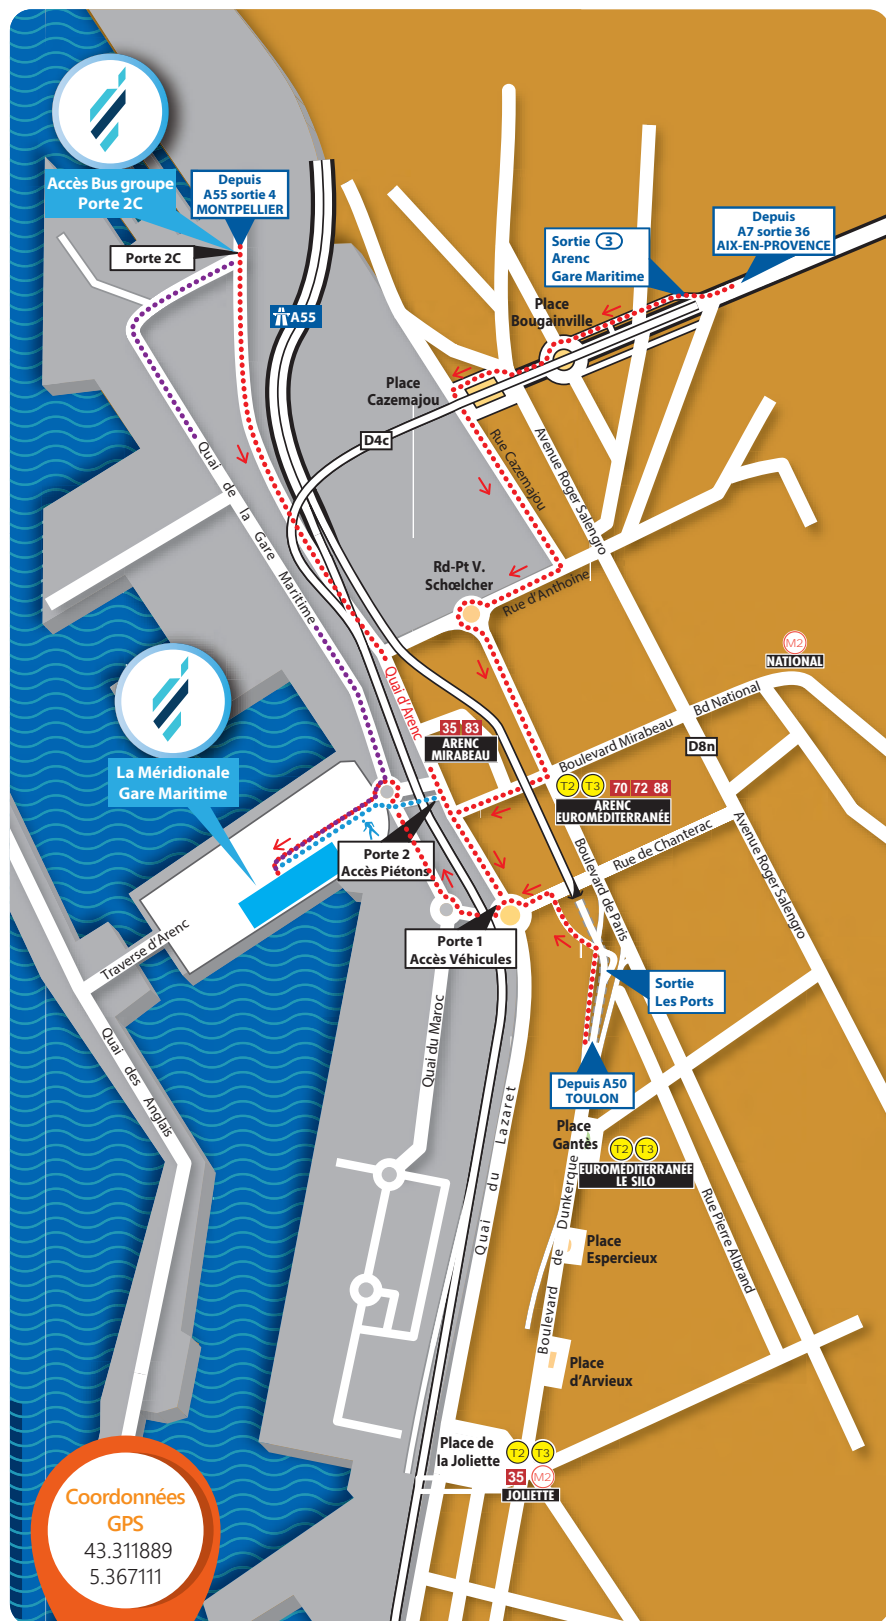 Accès Bus groupe
Porte 2C
Depuis
A55 sortie 4
MONTPELLIER
Porte 2C
A55
Sortie 3
Arenc
Gare Maritime
Depuis
A7 sortie 36
AIX-EN-PROVENCE
Place
Bougainville
Place
Cazemajou
D4c
Rue Cazemajou
Avenue Roger Salengro
Quai de la Gare Maritime
Rd-Pt V.
Schœlcher
Rue d'Anthoine
M2
NATIONAL
Quai d'Arenc
35 83
ARENC
MIRABEAU
Boulevard Mirabeau
Bd National
D8n
La Méridionale
Gare Maritime
T2 T3 70 72 88
ARENC
EUROMÉDITERRANÉE
Porte 2
Accès Piétons
Boulevard de Paris
Rue de Chanterac
Avenue Roger Salengro
Porte 1
Accès Véhicules
Traverse d'Arenc
Sortie
Les Ports
Quai des Anglais
Quai du Maroc
Quai du Lazaret
Depuis A50
TOULON
Place
Gantès
T2 T3
EUROMÉDITERRANÉE
LE SILO
Boulevard de Dunkerque
Rue Pierre Albrand
Place
Espercieux
Place
d'Arvieux
Place de
la Joliette
T2 T3
35 M2
JOLIETTE
Coordonnées
GPS
43.311889
5.367111